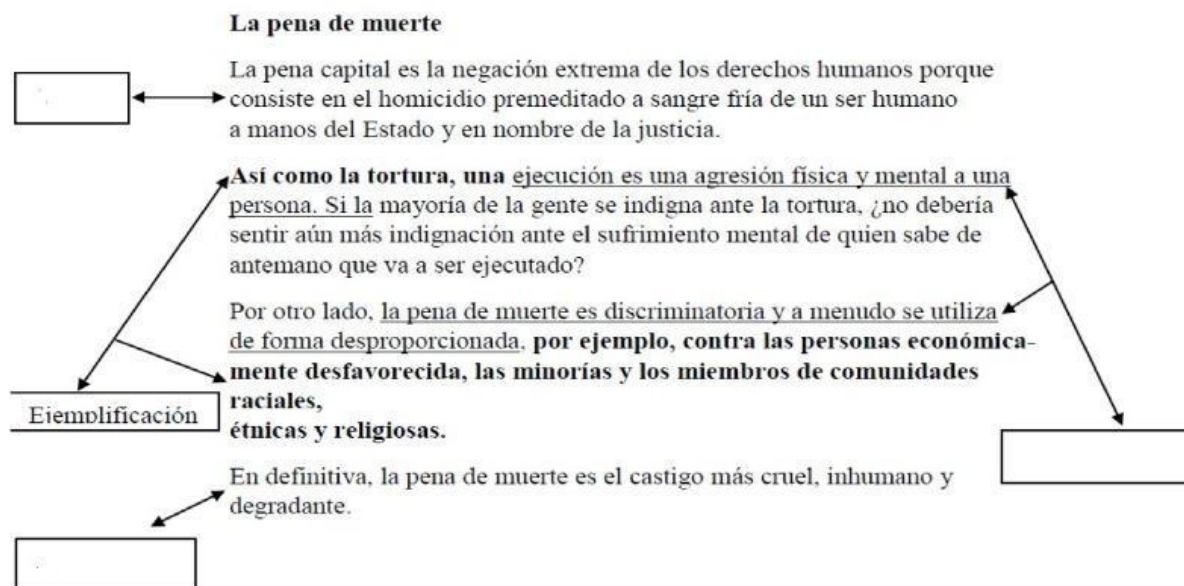 La pena de muerte
La pena capital es la negación extrema de los derechos humanos porque
consiste en el homicidio premeditado a sangre fría de un ser humano
a manos del Estado y en nombre de la justicia.
Así como la tortura, una ejecución es una agresión física y mental a una
persona. Si la mayoría de la gente se indigna ante la tortura, ¿no debería
sentir aún más indignación ante el sufrimiento mental de quien sabe de
antemano que va a ser ejecutado?
Por otro lado, la pena de muerte es discriminatoria y a menudo se utiliza
de forma desproporcionada, por ejemplo, contra las personas económica-
mente desfavorecida, las minorías y los miembros de comunidades
raciales,
Ejemplificación
étnicas y religiosas.
En definitiva, la pena de muerte es el castigo más cruel, inhumano y
degradante.